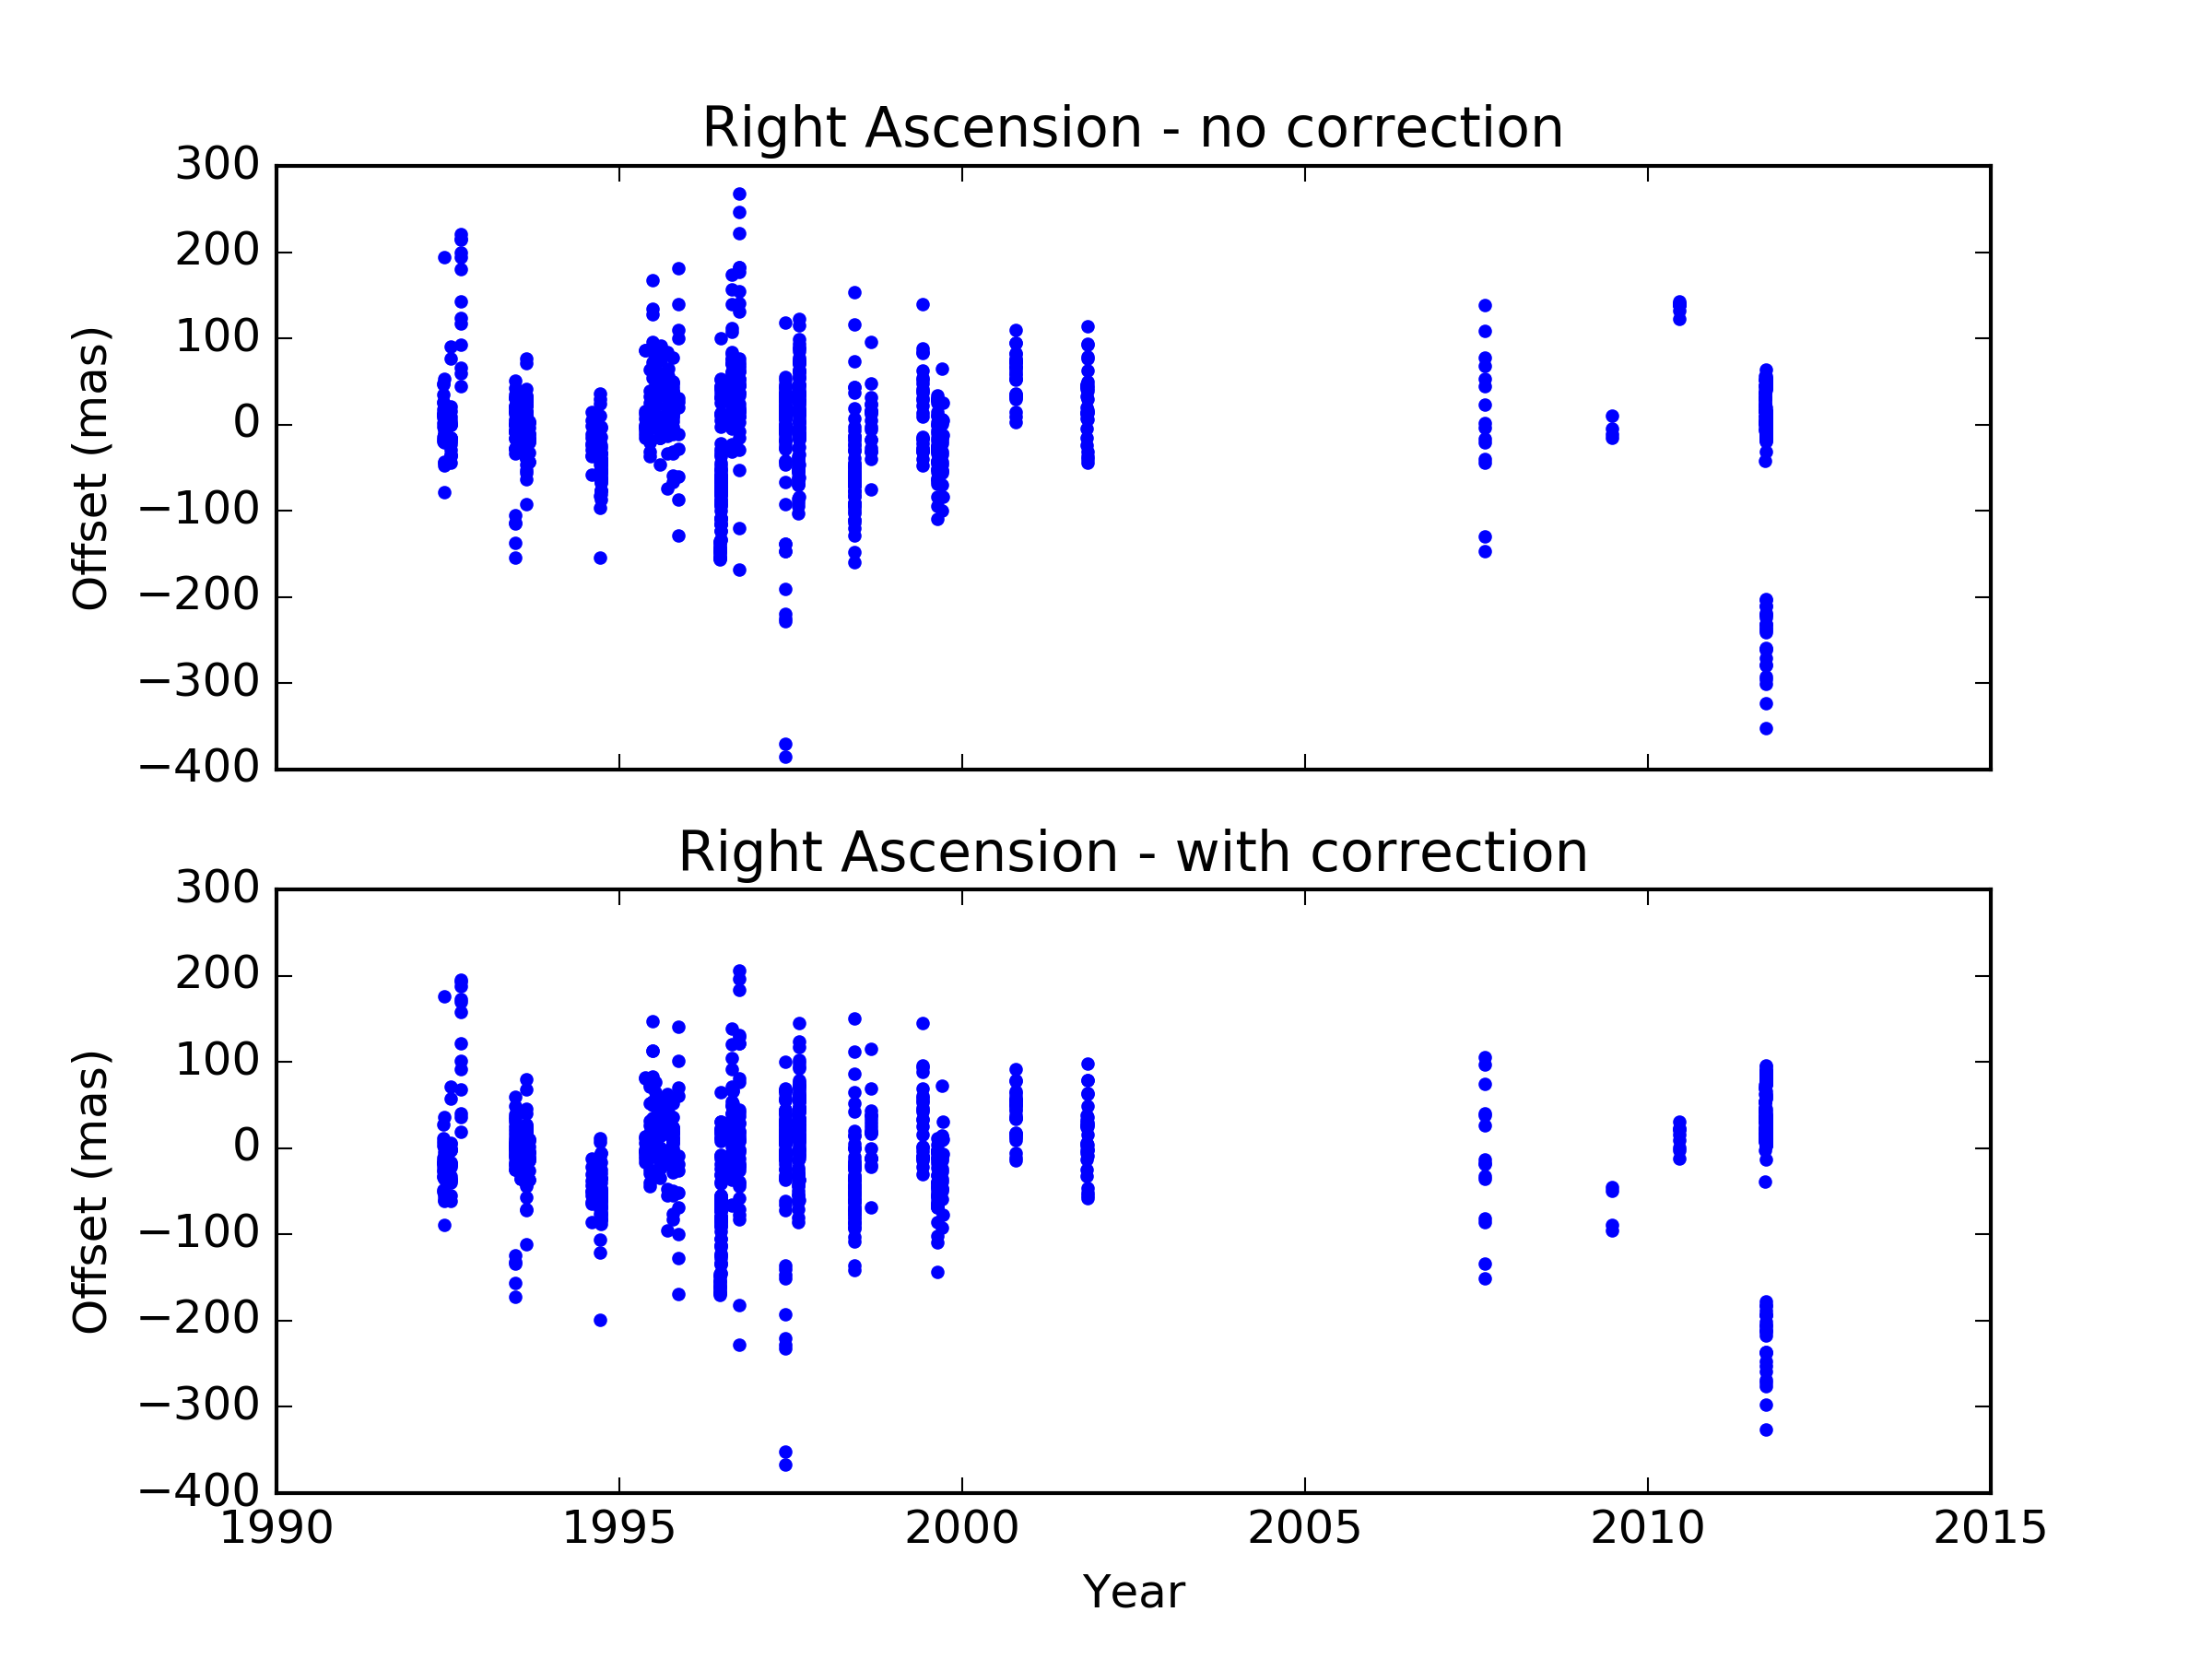 Right Ascension - no correction
300
200
100
0
−100
−200
−300
−400
Offset (mas)
Right Ascension - with correction
300
200
100
0
−100
−200
−300
−400
Offset (mas)
1990 1995 2000 2005 2010 2015
Year